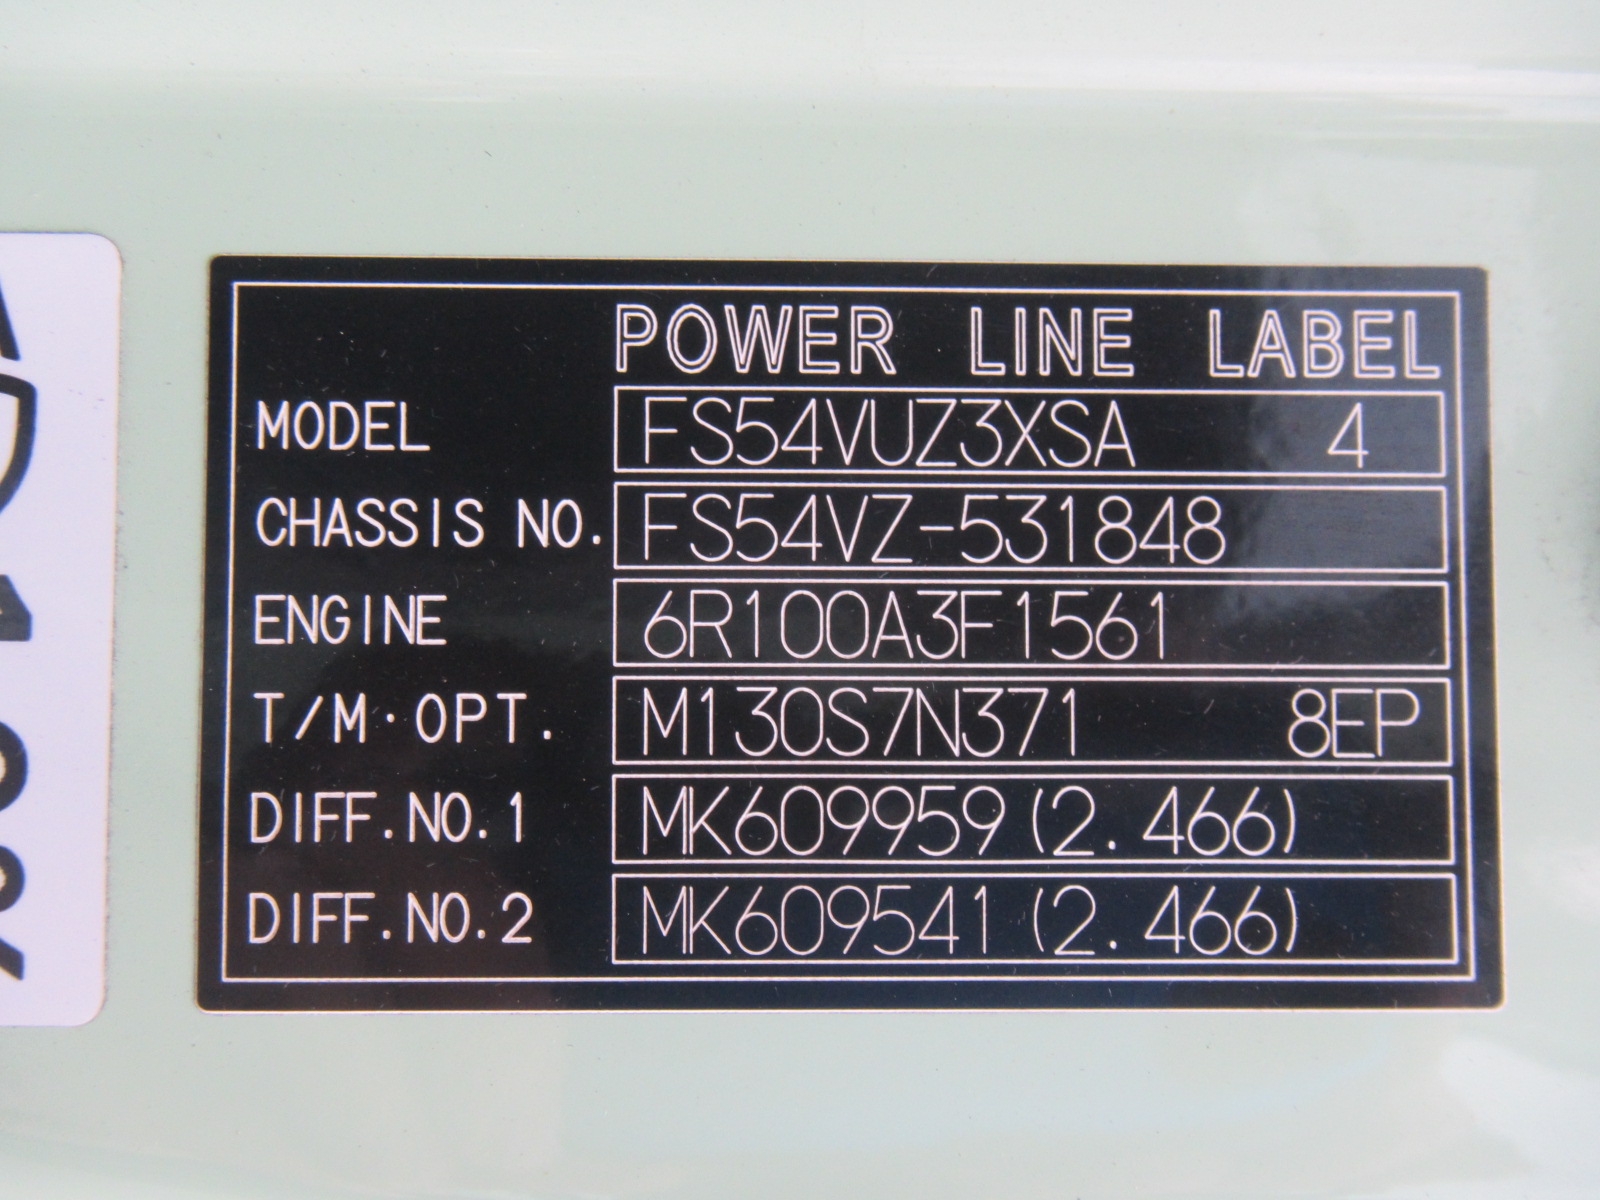 POWER LINE LABEL
MODEL FS54VUZ3XSA 4
CHASSIS NO. FS54VZ-531848
ENGINE 6R100A3F1561
T/M·OPT. M130S7N371 8EP
DIFF.NO.1 MK609959 (2.466)
DIFF.NO.2 MK609541 (2.466)